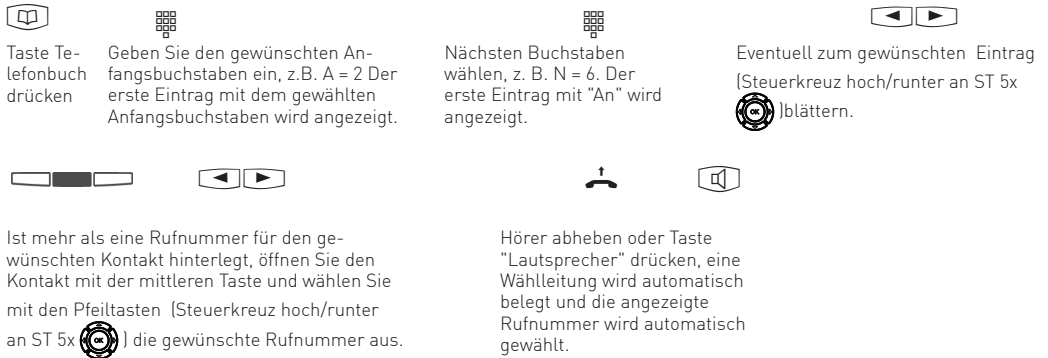 Taste Te-
lefonbuch
drücken
Geben Sie den gewünschten An-
fangsbuchstaben ein, z.B. A = 2 Der
erste Eintrag mit dem gewählten
Anfangsbuchstaben wird angezeigt.
Nächsten Buchstaben
wählen, z. B. N = 6. Der
erste Eintrag mit "An" wird
angezeigt.
Eventuell zum gewünschten Eintrag
(Steuerkreuz hoch/runter an ST 5x
OK )blättern.
Ist mehr als eine Rufnummer für den ge-
wünschten Kontakt hinterlegt, öffnen Sie den
Kontakt mit der mittleren Taste und wählen Sie
mit den Pfeiltasten (Steuerkreuz hoch/runter
an ST 5x OK ) die gewünschte Rufnummer aus.
Hörer abheben oder Taste
"Lautsprecher" drücken, eine
Wählleitung wird automatisch
belegt und die angezeigte
Rufnummer wird automatisch
gewählt.